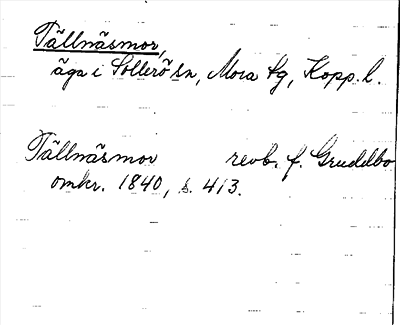 Tällnäsmor,
äga i Sollerö sn, Mora tg, Kopp. l.
Tällnäsmor revb. f. Gruddbo
omkr. 1840, s. 413.